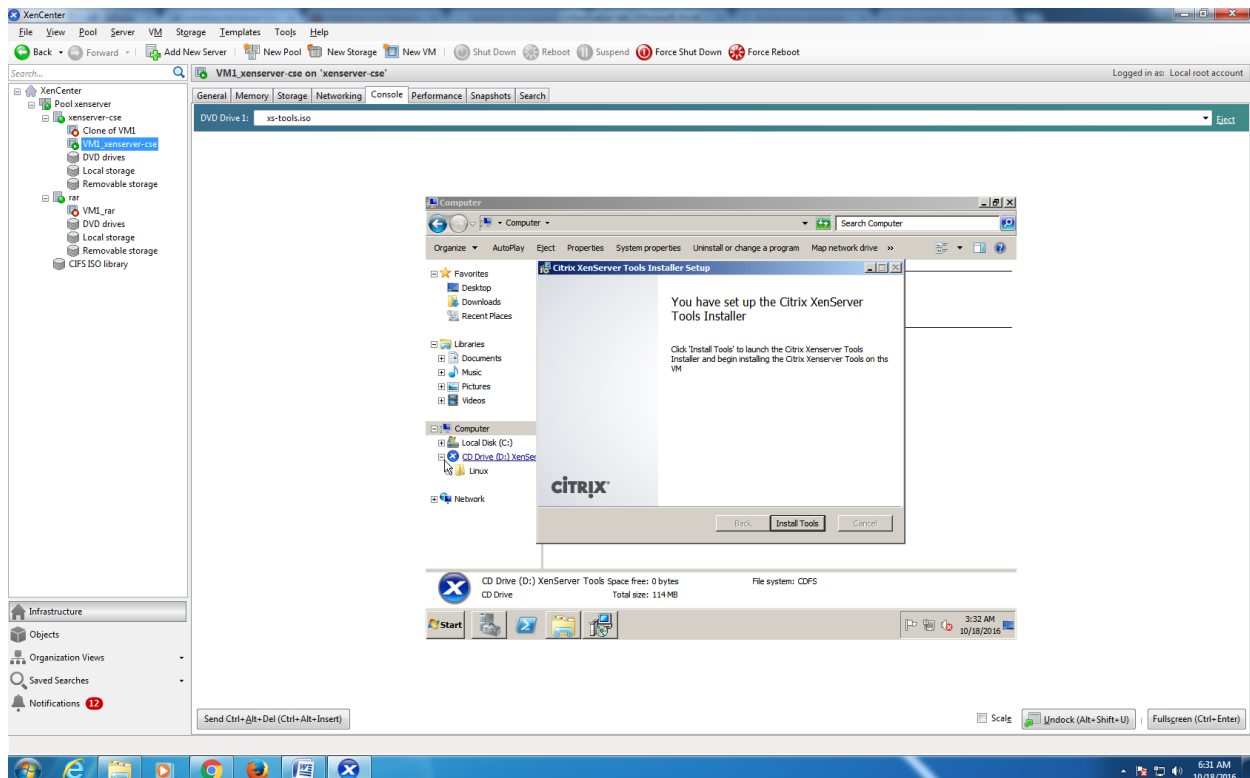 XenCenter
File View Pool Server VM Storage Templates Tools Help
Back Forward Add New Server New Pool New Storage New VM Shut Down Reboot Suspend Force Shut Down Force Reboot
Search...
VM1_xenserver-cse on 'xenserver-cse'
Logged in as: Local root account
XenCenter
Pool xenserver
xenserver-cse
Clone of VM1
VM1_xenserver-cse
DVD drives
Local storage
Removable storage
rar
VM1_rar
DVD drives
Local storage
Removable storage
CIFS ISO library
General Memory Storage Networking Console Performance Snapshots Search
DVD Drive 1: xs-tools.iso Eject
Computer
Computer
Search Computer
Organize AutoPlay Eject Properties System properties Uninstall or change a program Map network drive »
Favorites
Desktop
Downloads
Recent Places
Libraries
Documents
Music
Pictures
Videos
Computer
Local Disk (C:)
CD Drive (D:) XenSer
Linux
Network
Citrix XenServer Tools Installer Setup
You have set up the Citrix XenServer
Tools Installer
Click 'Install Tools' to launch the Citrix Xenserver Tools
Installer and begin installing the Citrix Xenserver Tools on ths
VM
CITRIX
Back Install Tools Cancel
CD Drive (D:) XenServer Tools Space free: 0 bytes File system: CDFS
CD Drive Total size: 114 MB
Start
3:32 AM
10/18/2016
Infrastructure
Objects
Organization Views
Saved Searches
Notifications 12
Send Ctrl+Alt+Del (Ctrl+Alt+Insert)
Scale Undock (Alt+Shift+U) Fullscreen (Ctrl+Enter)
6:31 AM
10/18/2016